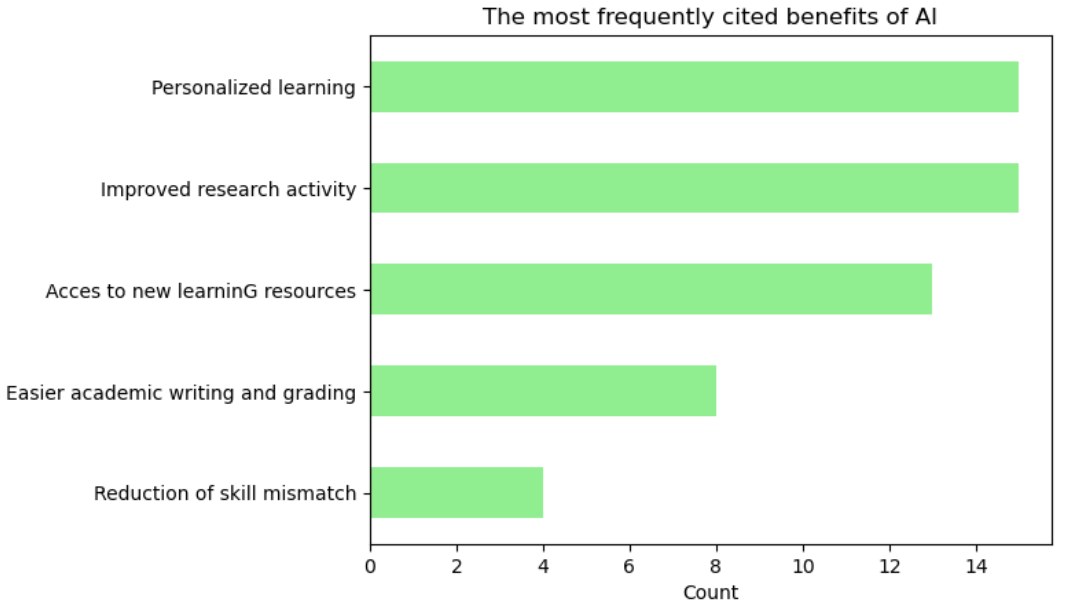 The most frequently cited benefits of AI
Personalized learning
Improved research activity
Acces to new learninG resources
Easier academic writing and grading
Reduction of skill mismatch
0 2 4 6 8 10 12 14
Count